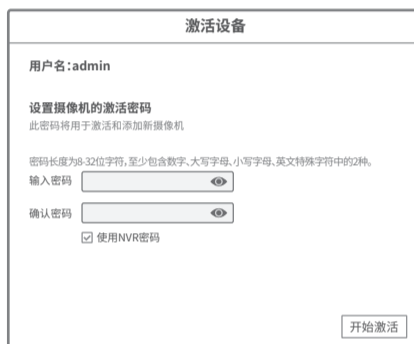 激活设备
用户名：admin
设置摄像机的激活密码
此密码将用于激活和添加新摄像机
密码长度为8-32位字符，至少包含数字、大写字母、小写字母、英文特殊字符中的2种。
输入密码
确认密码
使用NVR密码
开始激活